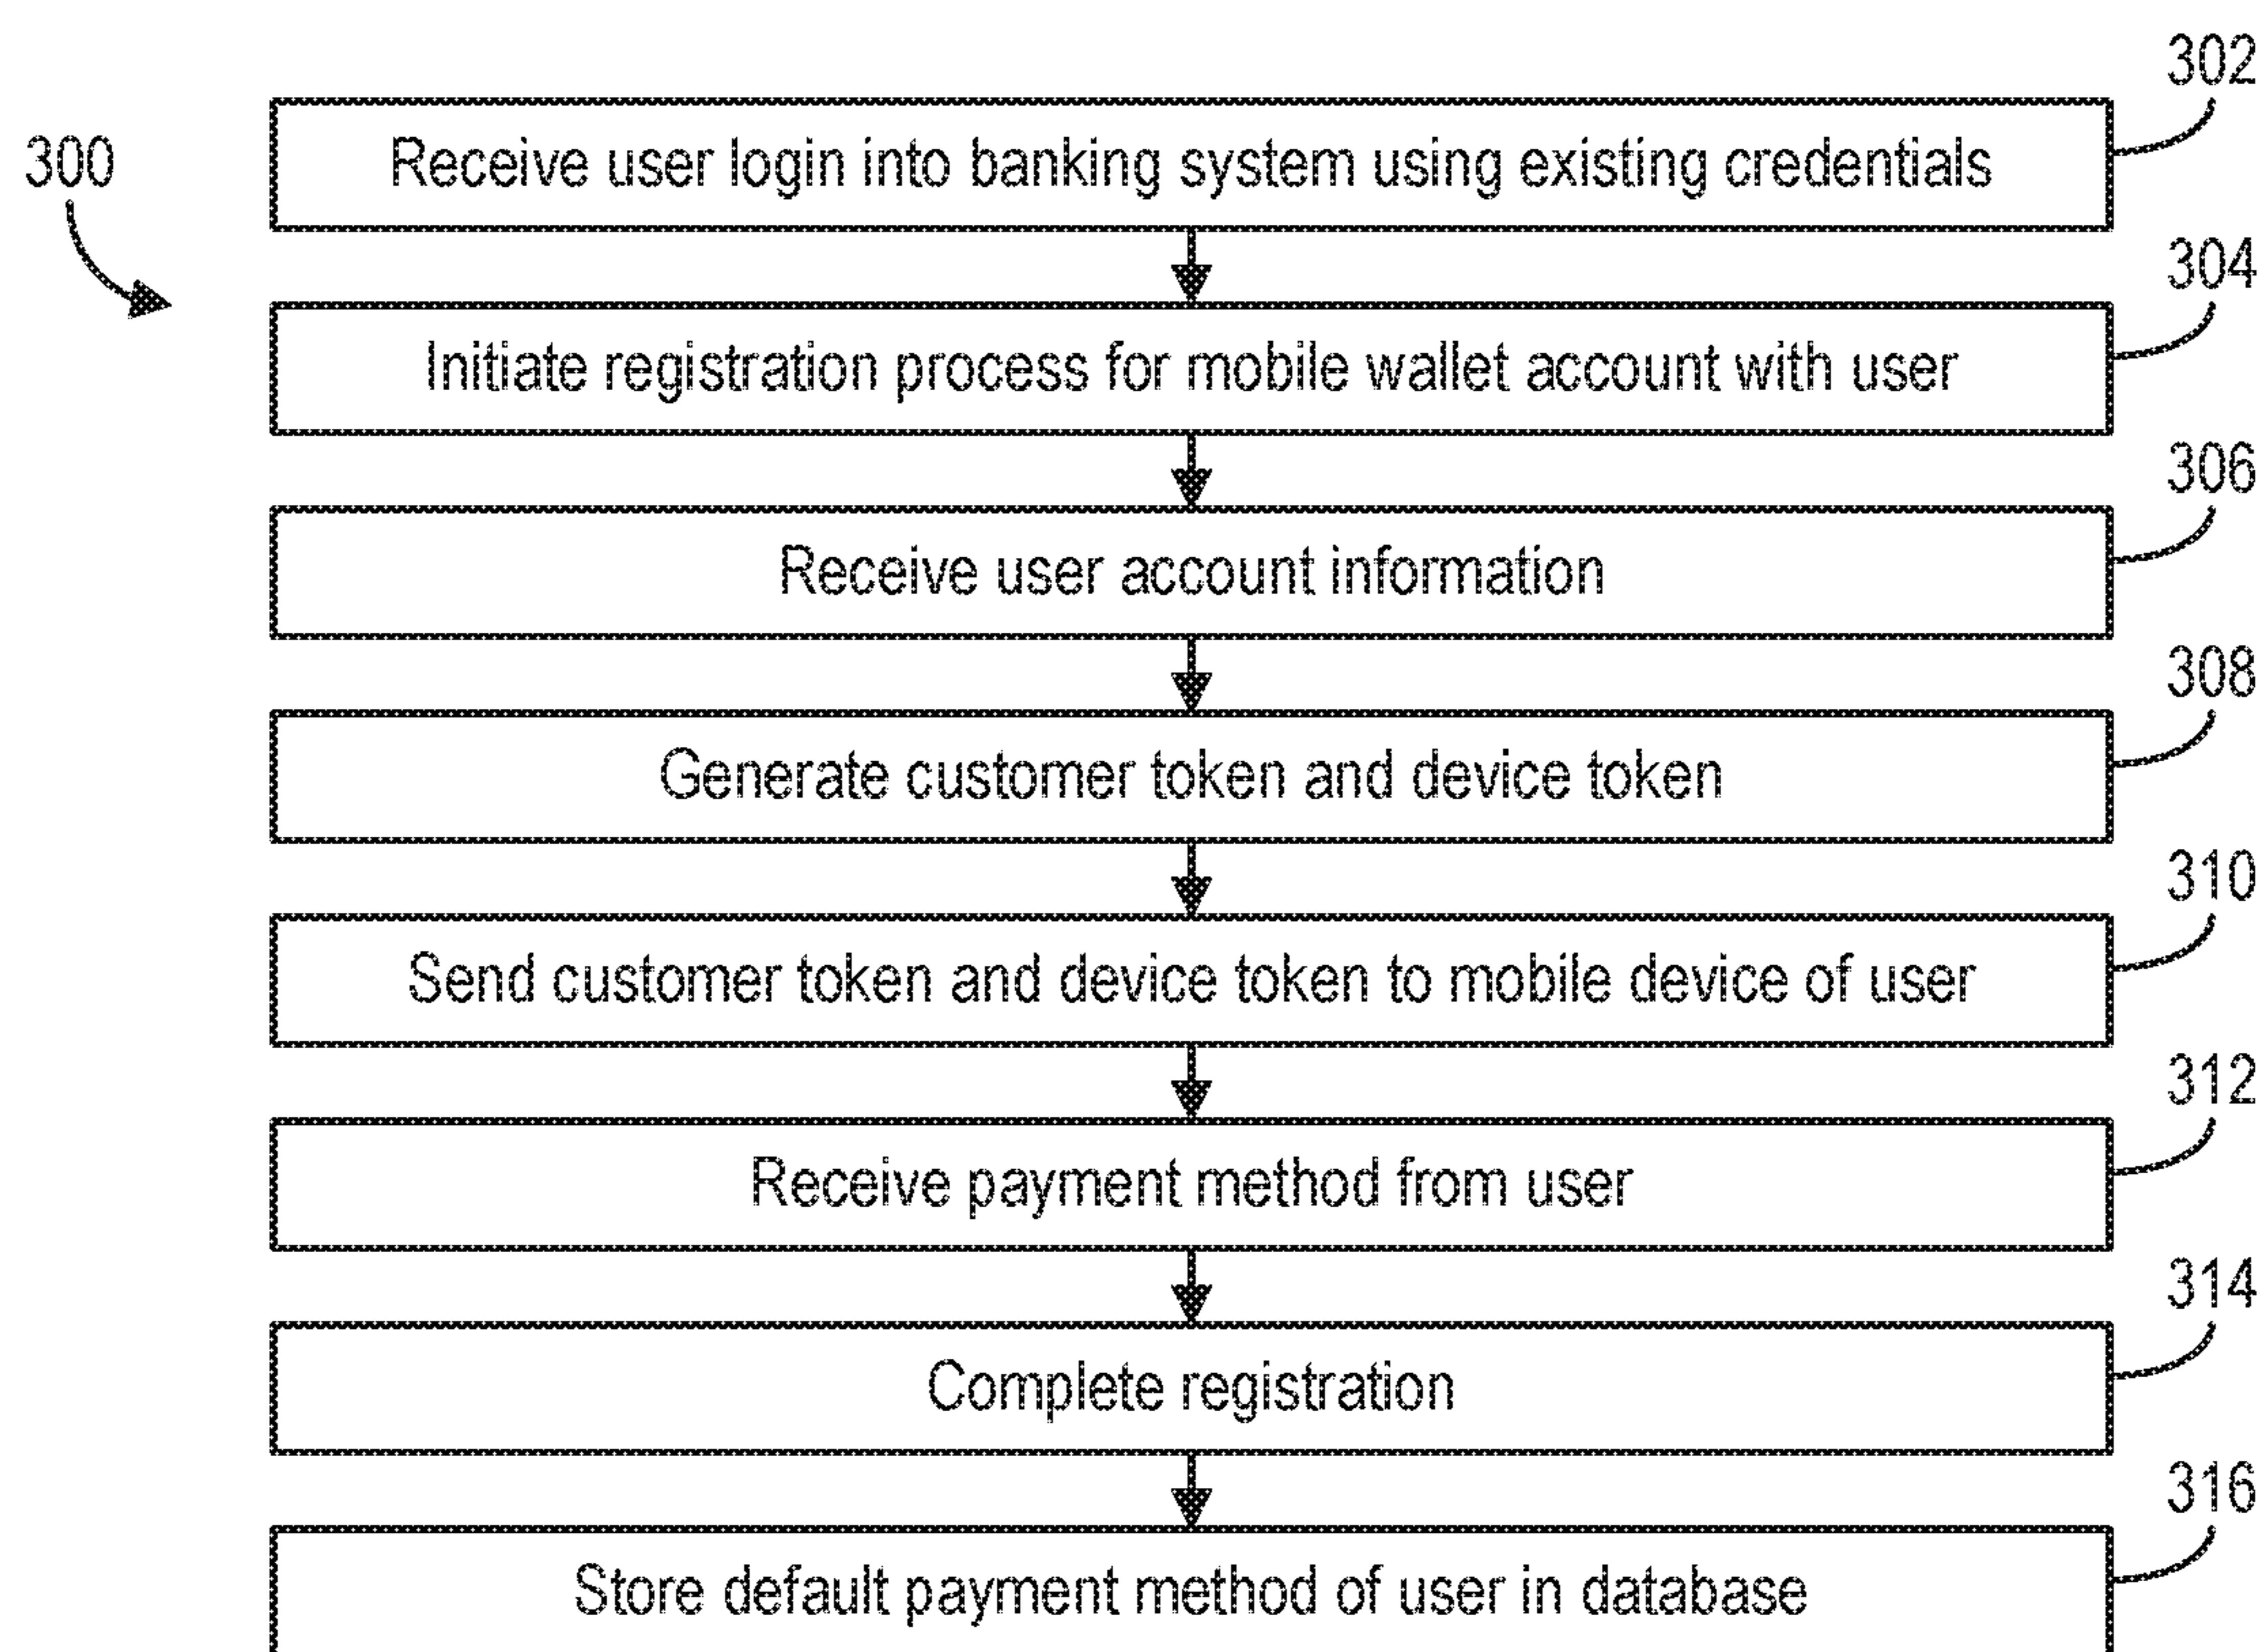 302
300
Receive user login into banking system using existing credentials
304
Initiate registration process for mobile wallet account with user
306
Receive user account information
308
Generate customer token and device token
310
Send customer token and device token to mobile device of user
312
Receive payment method from user
314
Complete registration
316
Store default payment method of user in database